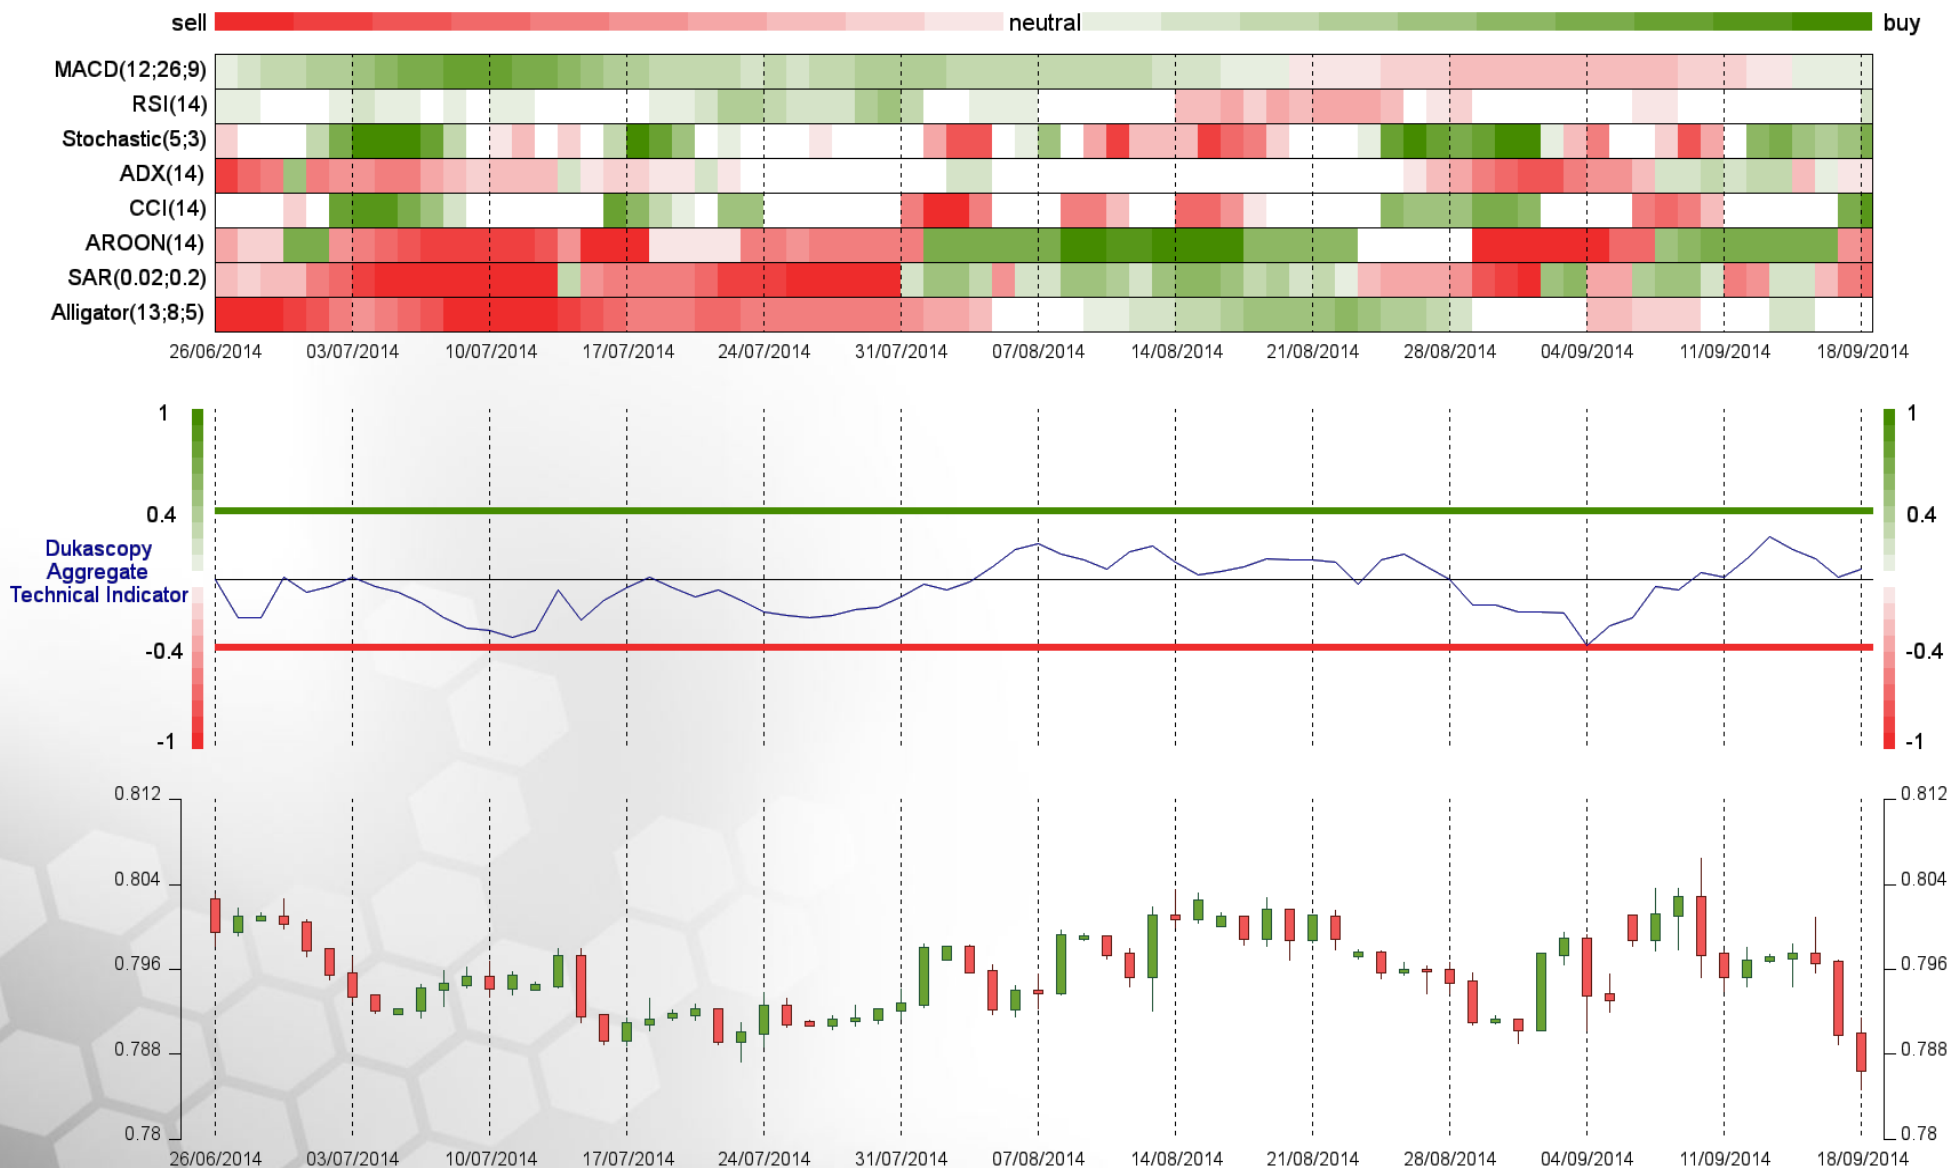 sell neutral buy
MACD(12;26;9)
RSI(14)
Stochastic(5;3)
ADX(14)
CCI(14)
AROON(14)
SAR(0.02;0.2)
Alligator(13;8;5)
26/06/2014 03/07/2014 10/07/2014 17/07/2014 24/07/2014 31/07/2014 07/08/2014 14/08/2014 21/08/2014 28/08/2014 04/09/2014 11/09/2014 18/09/2014
1 1
0.4 0.4
Dukascopy
Aggregate
Technical Indicator
-0.4 -0.4
-1 -1
0.812 0.812
0.804 0.804
0.796 0.796
0.788 0.788
0.78 0.78
26/06/2014 03/07/2014 10/07/2014 17/07/2014 24/07/2014 31/07/2014 07/08/2014 14/08/2014 21/08/2014 28/08/2014 04/09/2014 11/09/2014 18/09/2014